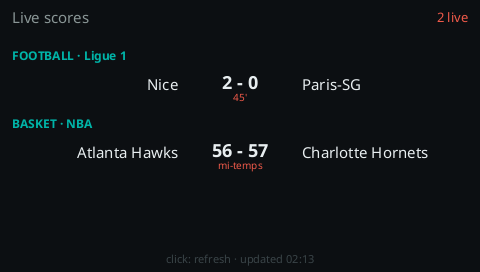 Live scores 2 live
FOOTBALL · Ligue 1
Nice 2 - 0 Paris-SG
45'
BASKET · NBA
Atlanta Hawks 56 - 57 Charlotte Hornets
mi-temps
click: refresh · updated 02:13